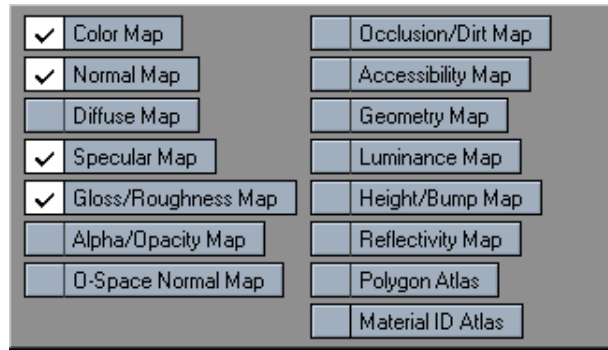 Color Map
Normal Map
Diffuse Map
Specular Map
Gloss/Roughness Map
Alpha/Opacity Map
O-Space Normal Map
Occlusion/Dirt Map
Accessibility Map
Geometry Map
Luminance Map
Height/Bump Map
Reflectivity Map
Polygon Atlas
Material ID Atlas